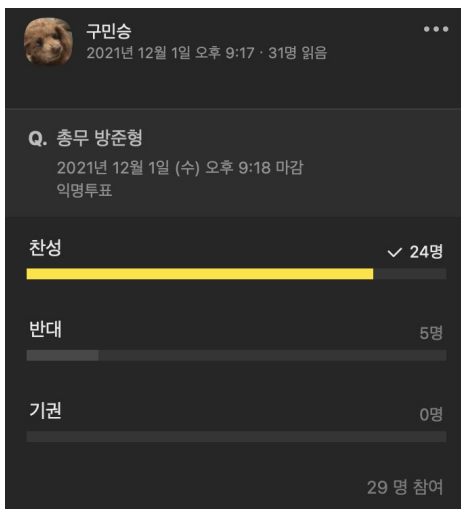 구민승
2021년 12월 1일 오후 9:17 · 31명 읽음
Q. 총무 방준형
2021년 12월 1일 (수) 오후 9:18 마감
익명투표
찬성
✓ 24명
반대
5명
기권
0명
29 명 참여